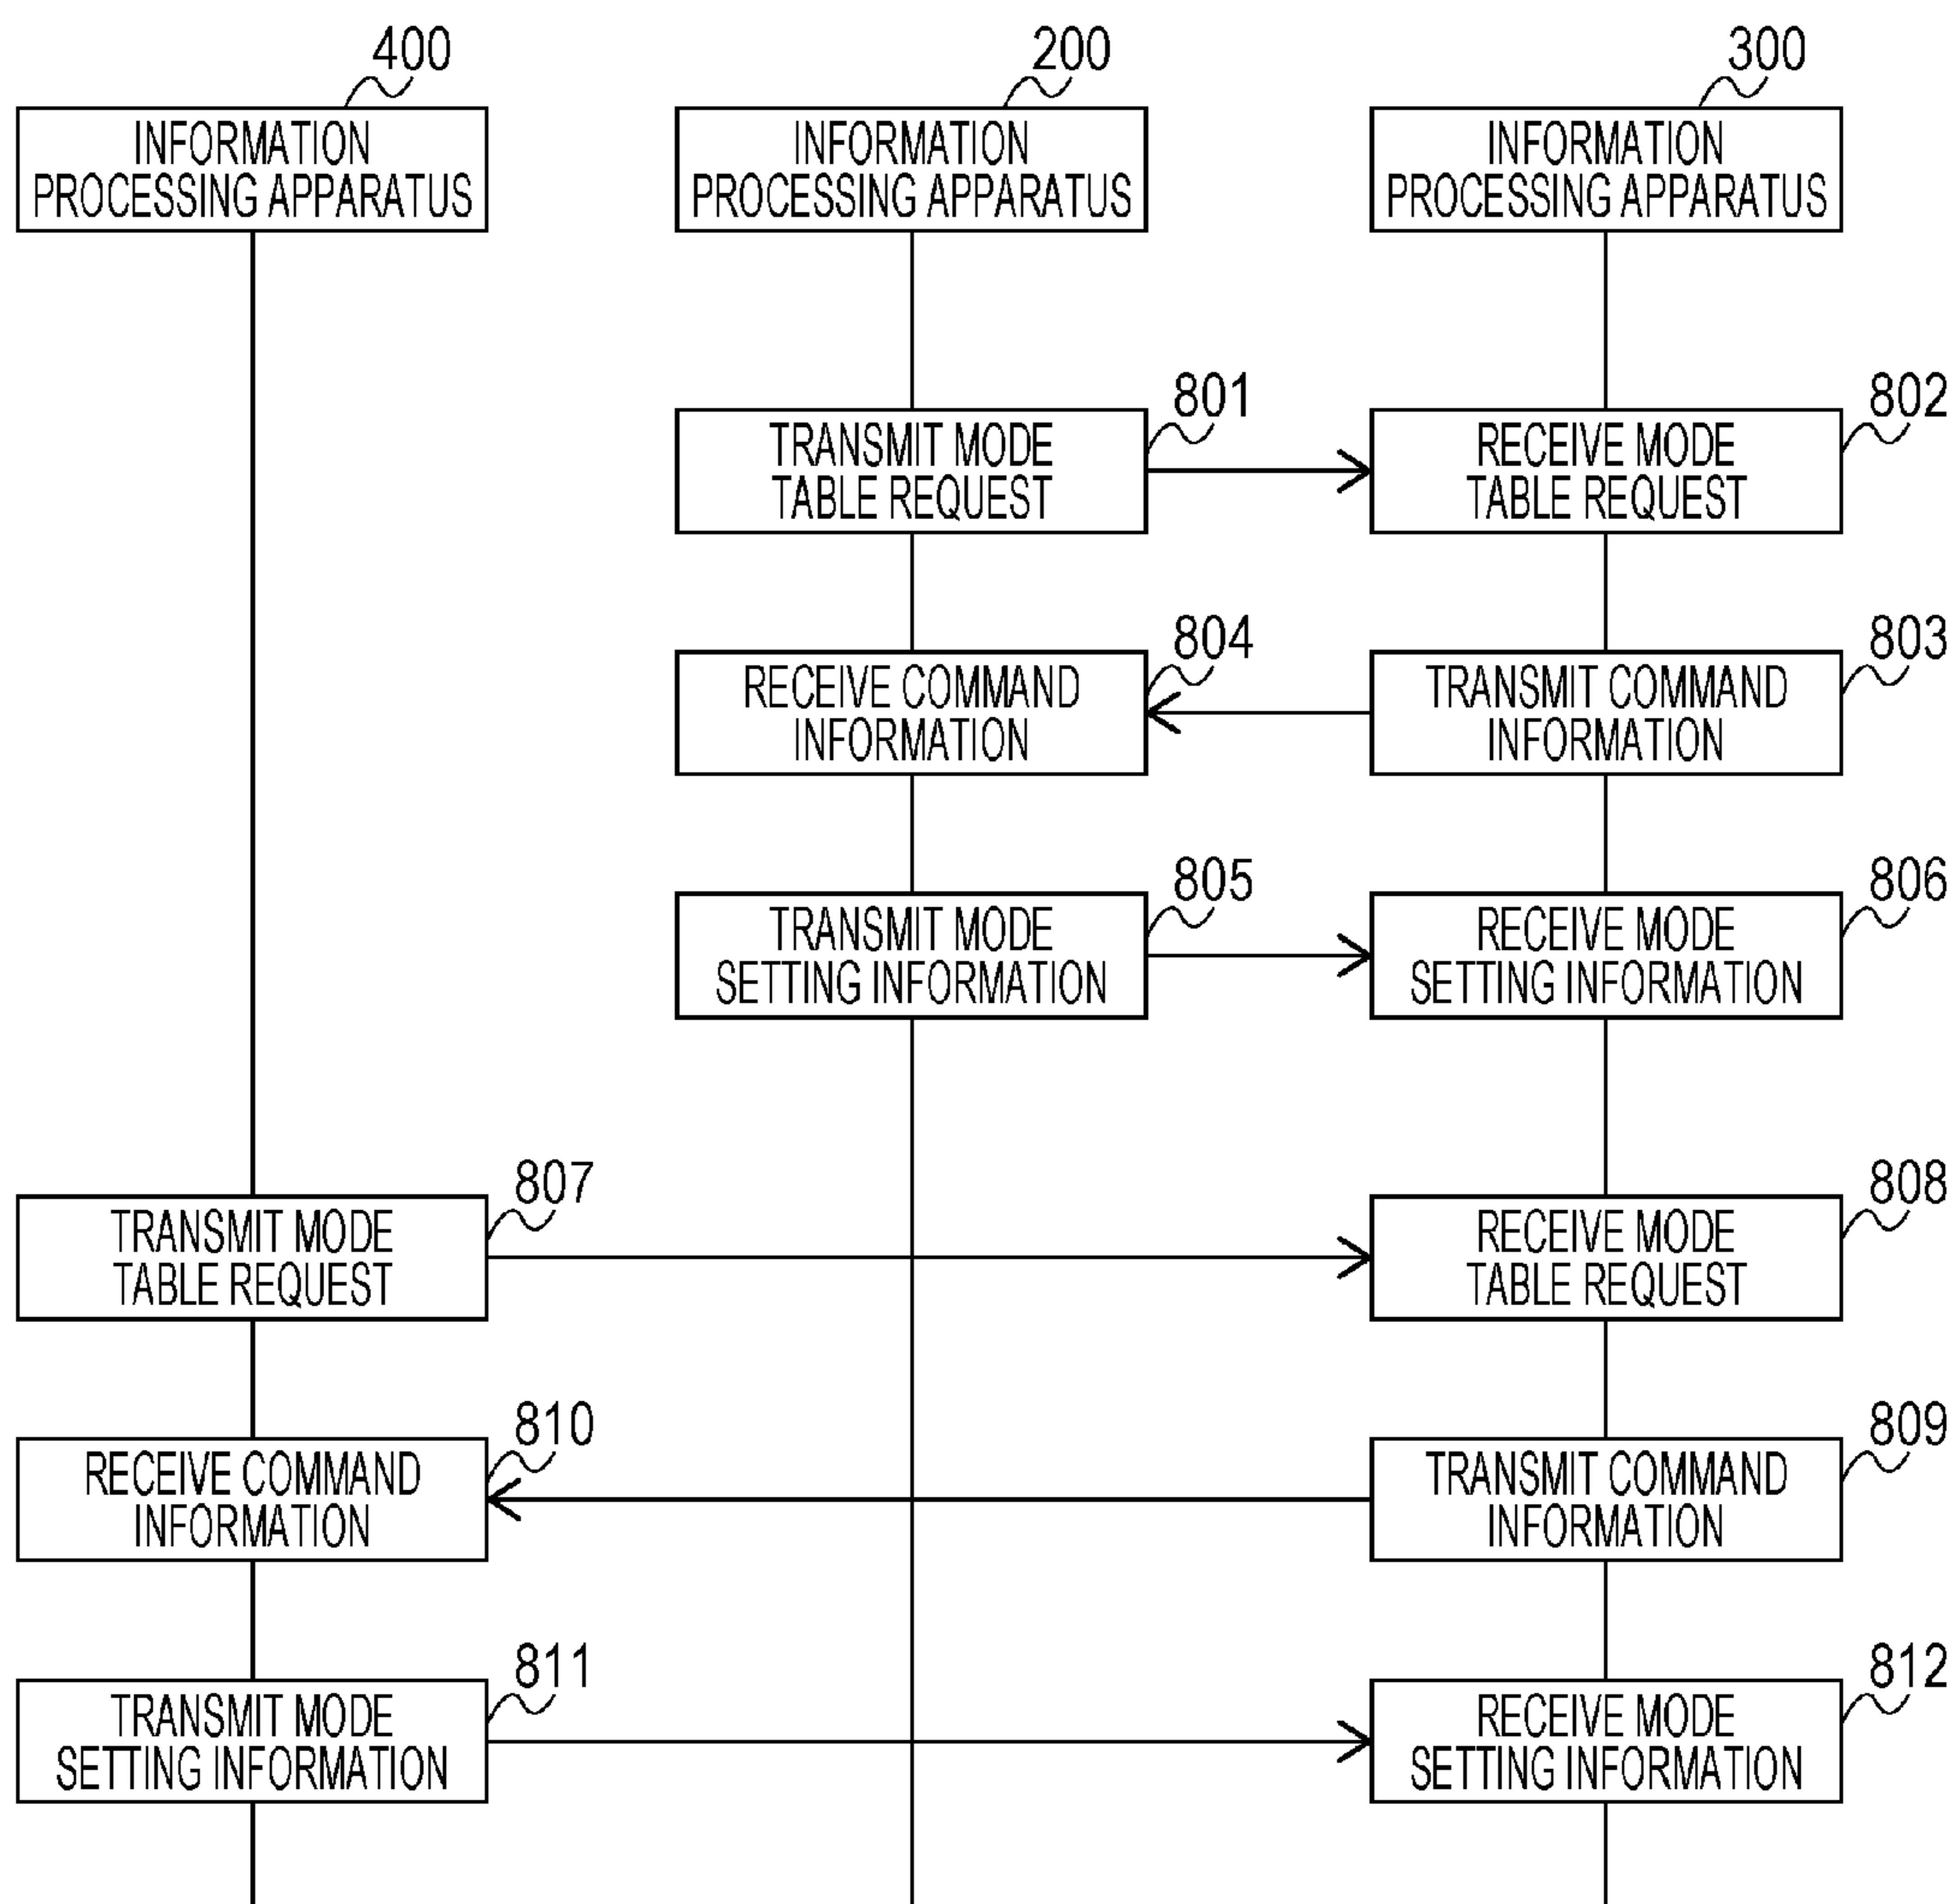 400
200
300
INFORMATION
PROCESSING APPARATUS
INFORMATION
PROCESSING APPARATUS
INFORMATION
PROCESSING APPARATUS
801
802
TRANSMIT MODE
TABLE REQUEST
RECEIVE MODE
TABLE REQUEST
804
803
RECEIVE COMMAND
INFORMATION
TRANSMIT COMMAND
INFORMATION
805
806
TRANSMIT MODE
SETTING INFORMATION
RECEIVE MODE
SETTING INFORMATION
807
808
TRANSMIT MODE
TABLE REQUEST
RECEIVE MODE
TABLE REQUEST
810
809
RECEIVE COMMAND
INFORMATION
TRANSMIT COMMAND
INFORMATION
811
812
TRANSMIT MODE
SETTING INFORMATION
RECEIVE MODE
SETTING INFORMATION